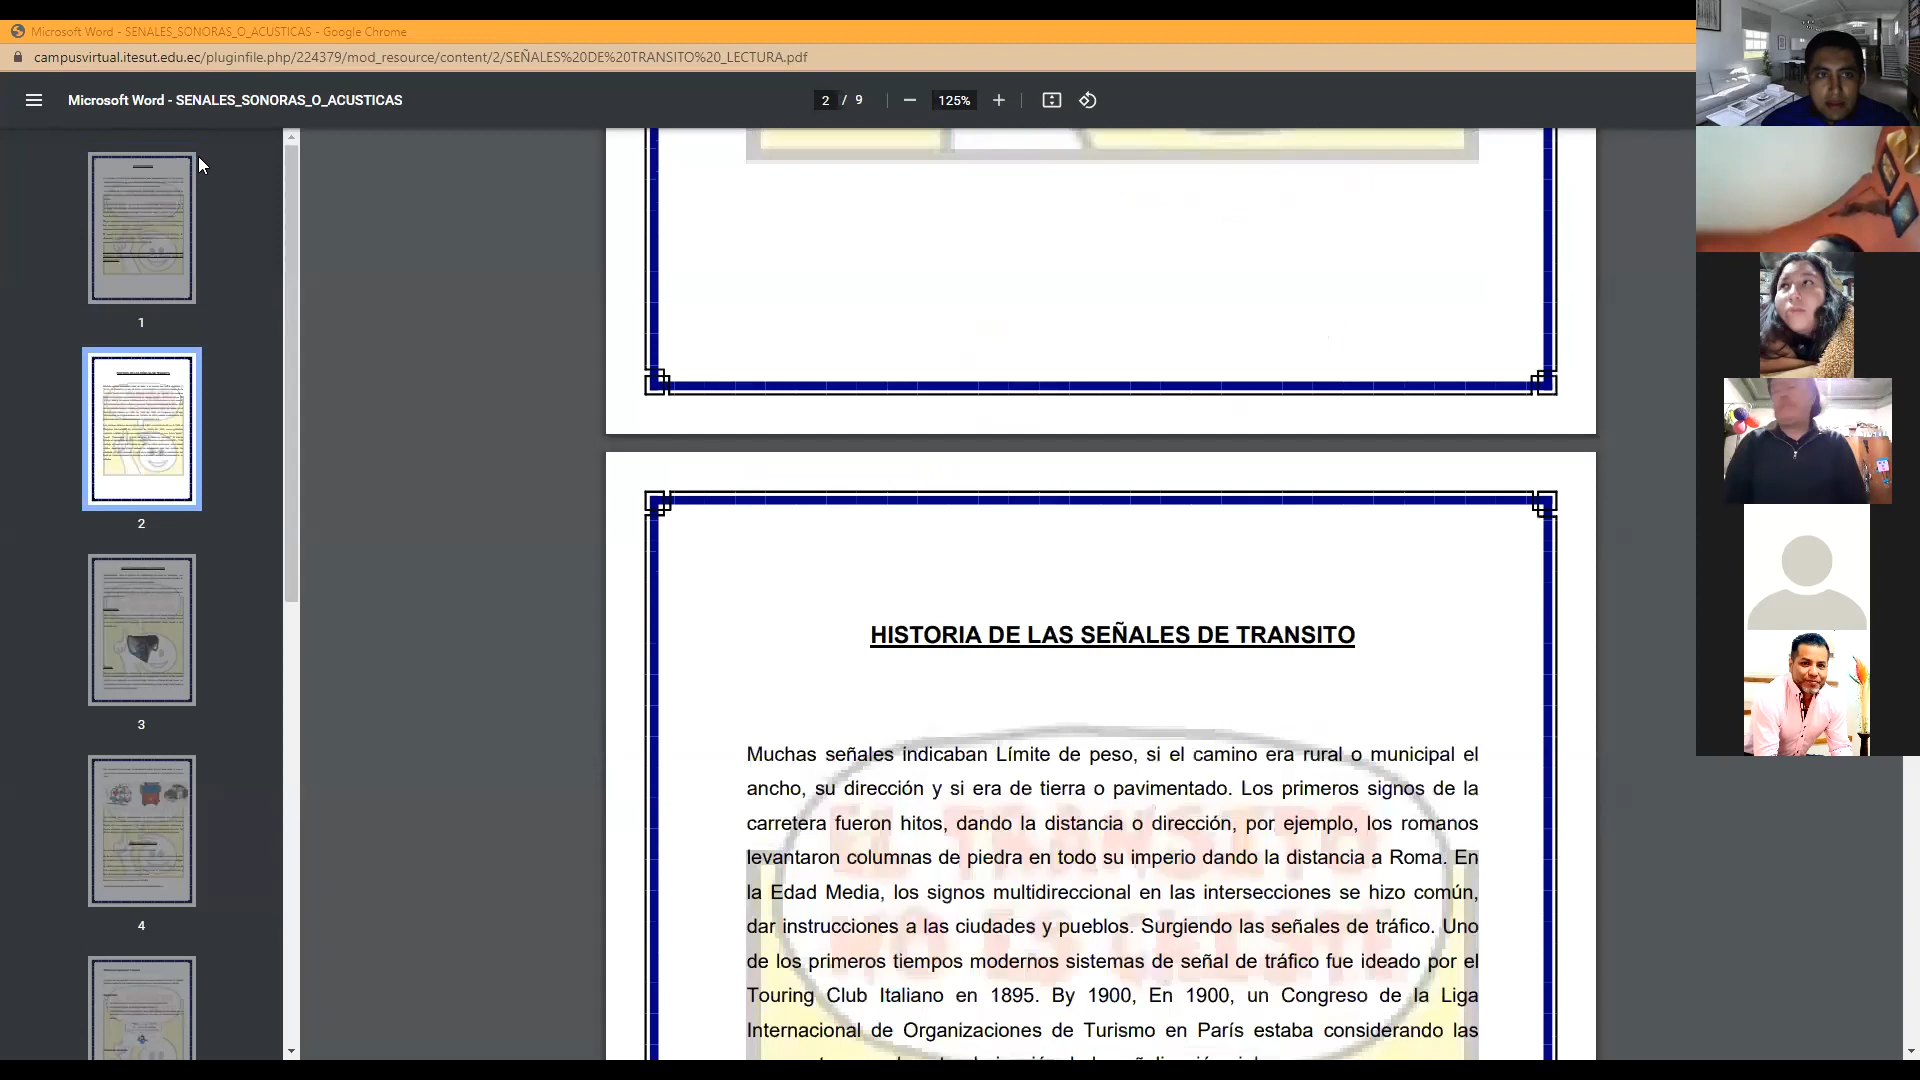 Microsoft Word - SENALES_SONORAS_O_ACUSTICAS - Google Chrome
campusvirtual.itesut.edu.ec/pluginfile.php/224379/mod_resource/content/2/SEÑALES%20DE%20TRANSITO%20_LECTURA.pdf
Microsoft Word - SENALES_SONORAS_O_ACUSTICAS
2 / 9
125%
1
2
3
4
HISTORIA DE LAS SEÑALES DE TRANSITO
Muchas señales indicaban Límite de peso, si el camino era rural o municipal el
ancho, su dirección y si era de tierra o pavimentado. Los primeros signos de la
carretera fueron hitos, dando la distancia o dirección, por ejemplo, los romanos
levantaron columnas de piedra en todo su imperio dando la distancia a Roma. En
la Edad Media, los signos multidireccional en las intersecciones se hizo común,
dar instrucciones a las ciudades y pueblos. Surgiendo las señales de tráfico. Uno
de los primeros tiempos modernos sistemas de señal de tráfico fue ideado por el
Touring Club Italiano en 1895. By 1900, En 1900, un Congreso de la Liga
Internacional de Organizaciones de Turismo en París estaba considerando las
EL TRANSITO
NO ES